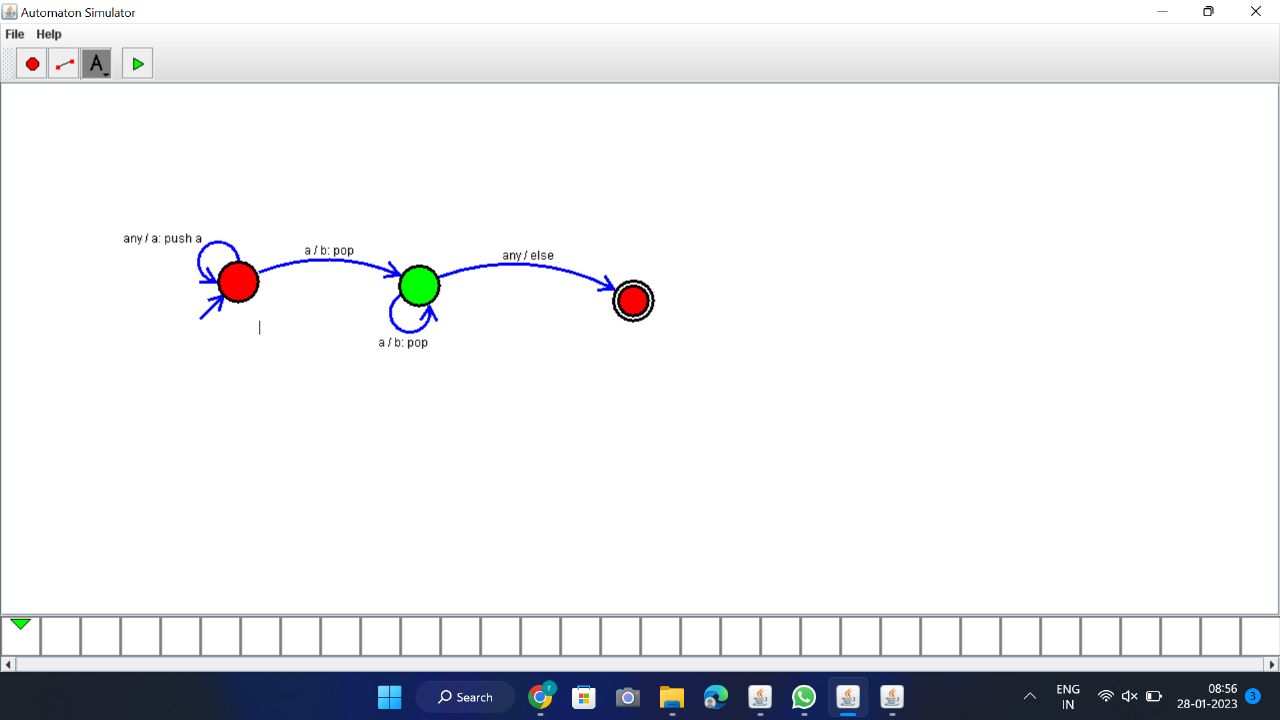 Automaton Simulator
File Help
A
any / a: push a
a / b: pop
any / else
a / b: pop
Search
r
ENG
IN
08:56
28-01-2023
3